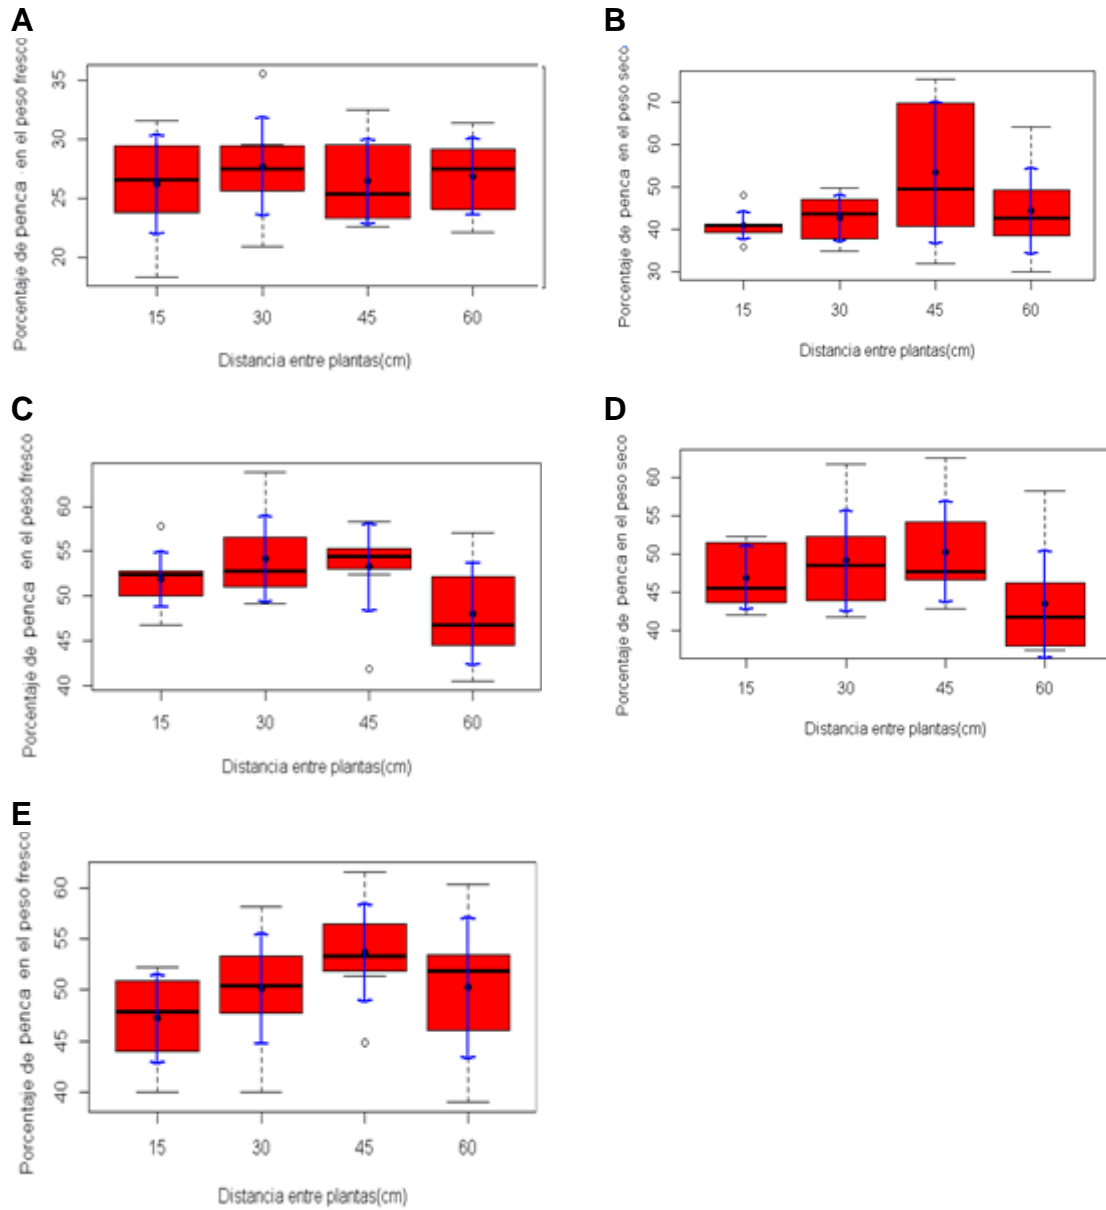 A
Porcentaje de penca · en el peso fresco
35
30
25
20
15 30 45 60
Distancia entre plantas(cm)
B
Porcentaje de penca en el peso seco
70
60
50
40
30
15 30 45 60
Distancia entre plantas(cm)
C
Porcentaje de penca en el peso fresco
60
55
50
45
40
15 30 45 60
Distancia entre plantas(cm)
D
Porcentaje de penca en el peso seco
60
55
50
45
40
15 30 45 60
Distancia entre plantas(cm)
E
Porcentaje de penca en el peso fresco
60
55
50
45
40
15 30 45 60
Distancia entre plantas(cm)